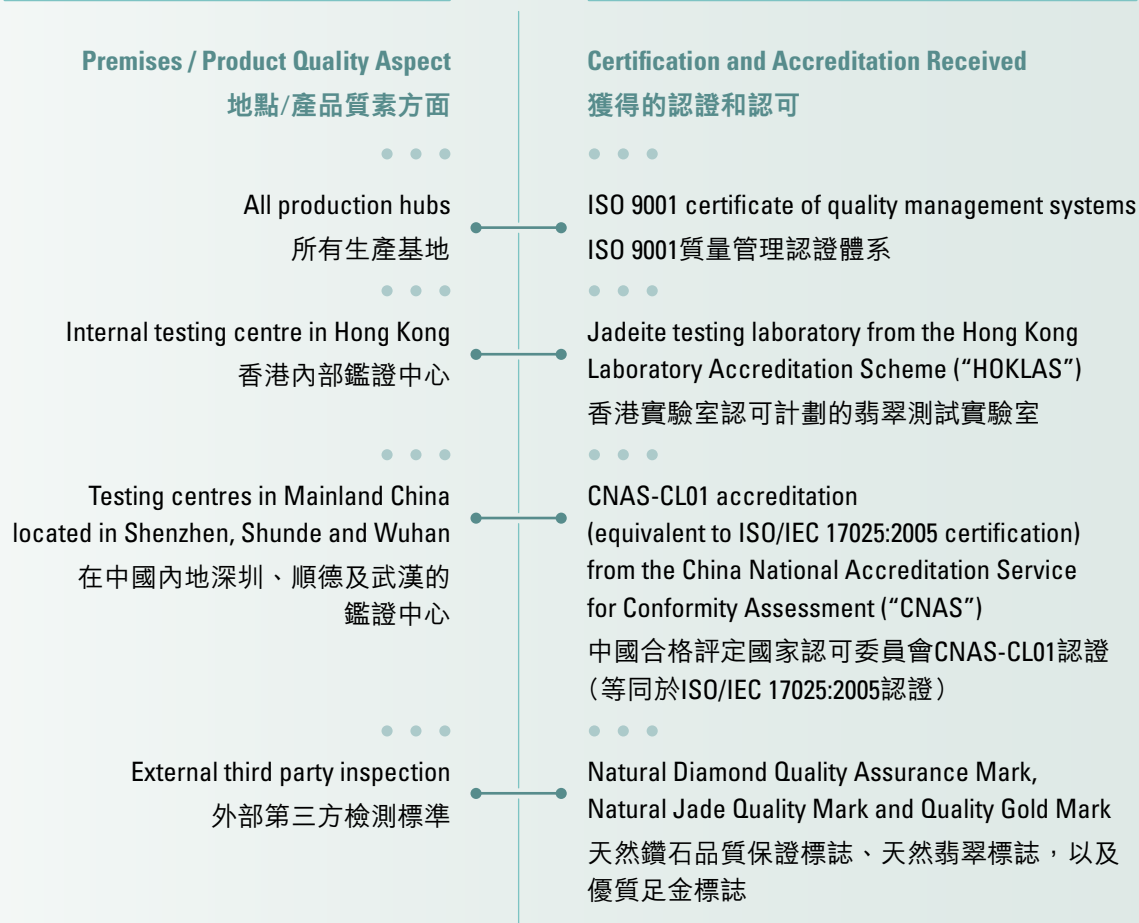 Premises / Product Quality Aspect
地點/產品質素方面
Certification and Accreditation Received
獲得的認證和認可
All production hubs
所有生產基地
ISO 9001 certificate of quality management systems
ISO 9001質量管理認證體系
Internal testing centre in Hong Kong
香港內部鑑證中心
Jadeite testing laboratory from the Hong Kong
Laboratory Accreditation Scheme (“HOKLAS”)
香港實驗室認可計劃的翡翠測試實驗室
Testing centres in Mainland China
located in Shenzhen, Shunde and Wuhan
在中國內地深圳、順德及武漢的
鑑證中心
CNAS-CL01 accreditation
(equivalent to ISO/IEC 17025:2005 certification)
from the China National Accreditation Service
for Conformity Assessment (“CNAS”)
中國合格評定國家認可委員會CNAS-CL01認證
（等同於ISO/IEC 17025:2005認證）
External third party inspection
外部第三方檢測標準
Natural Diamond Quality Assurance Mark,
Natural Jade Quality Mark and Quality Gold Mark
天然鑽石品質保證標誌、天然翡翠標誌，以及
優質足金標誌